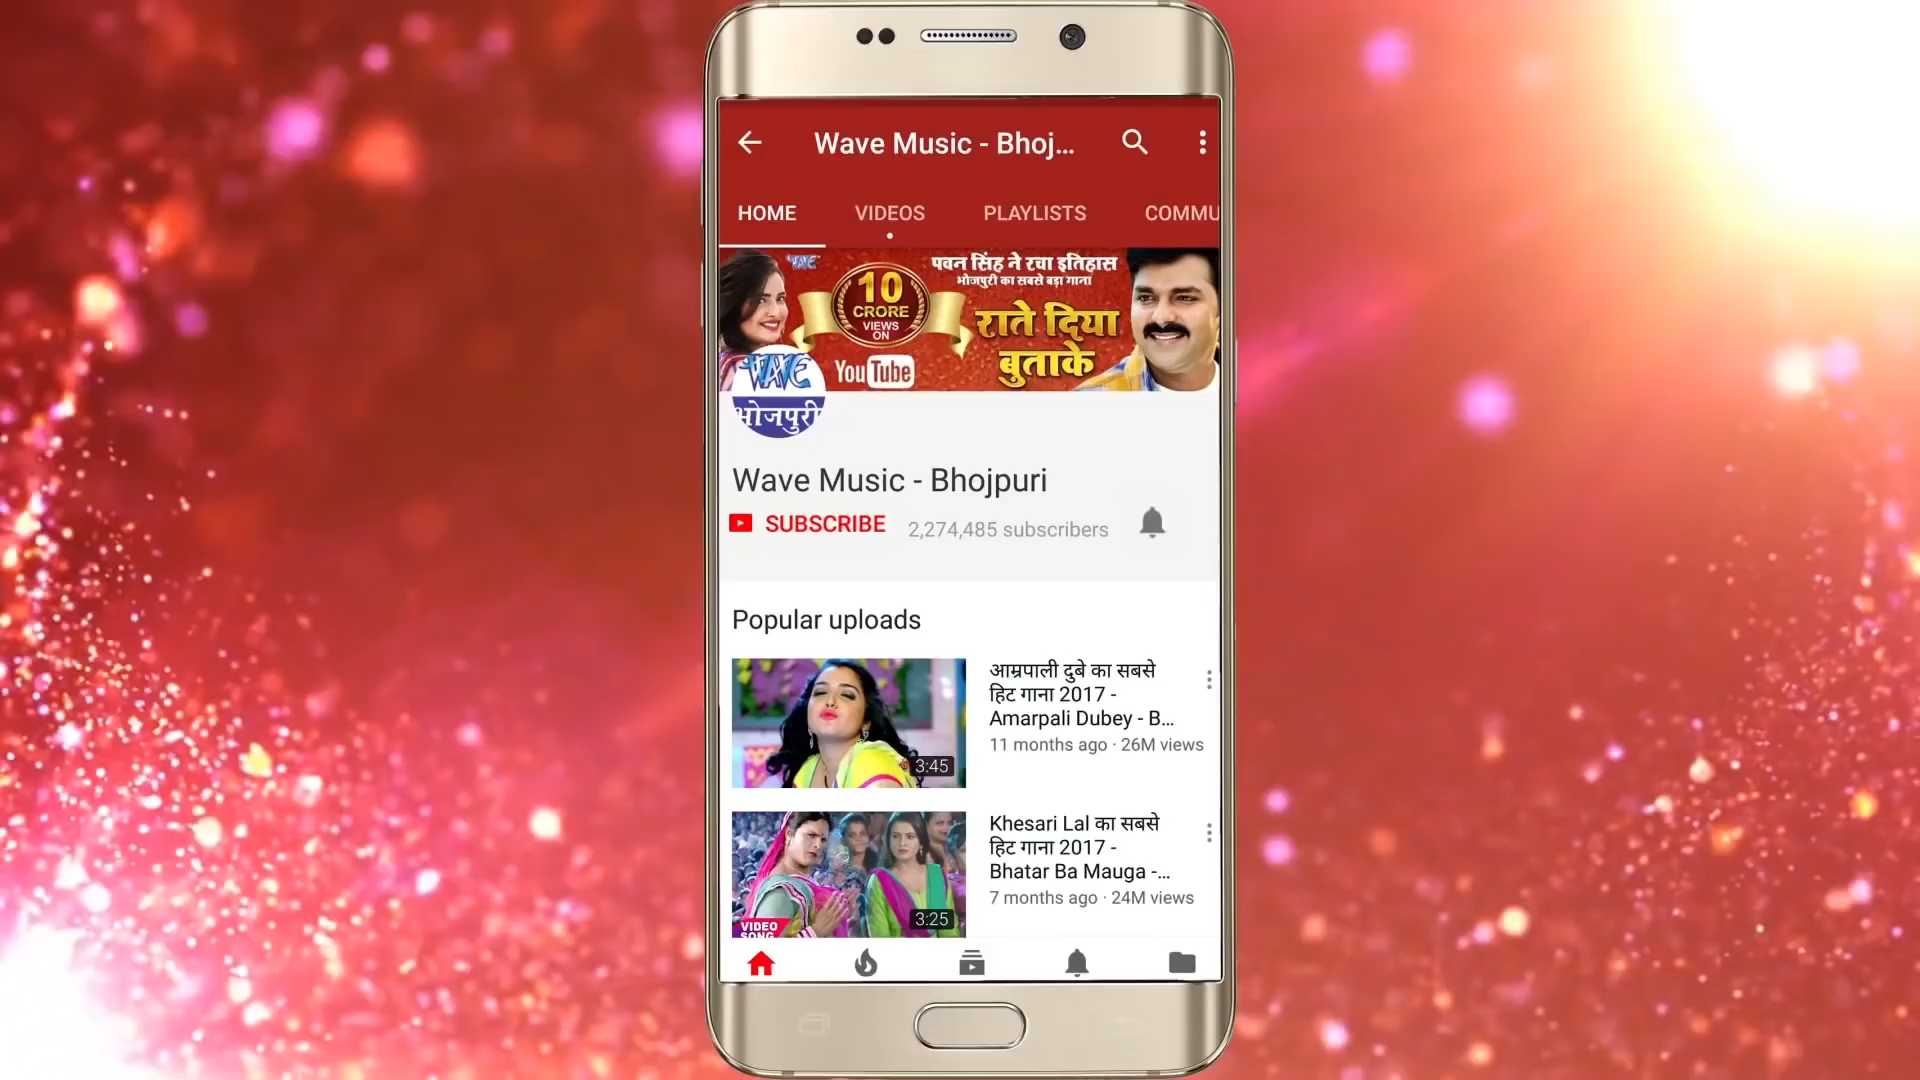 Wave Music - Bhoj...
HOME VIDEOS PLAYLISTS COMMU
WAVE
10
CRORE
VIEWS
ON
YouTube
पवन सिंह ने रचा इतिहास
भोजपुरी का सबसे बड़ा गाना
राते दिया
बुताके
WAVE
भोजपुरी
Wave Music - Bhojpuri
SUBSCRIBE 2,274,485 subscribers
Popular uploads
3:45
आम्रपाली दुबे का सबसे
हिट गाना 2017 -
Amarpali Dubey - B...
11 months ago · 26M views
VIDEO
SONG
3:25
Khesari Lal का सबसे
हिट गाना 2017 -
Bhatar Ba Mauga -...
7 months ago · 24M views